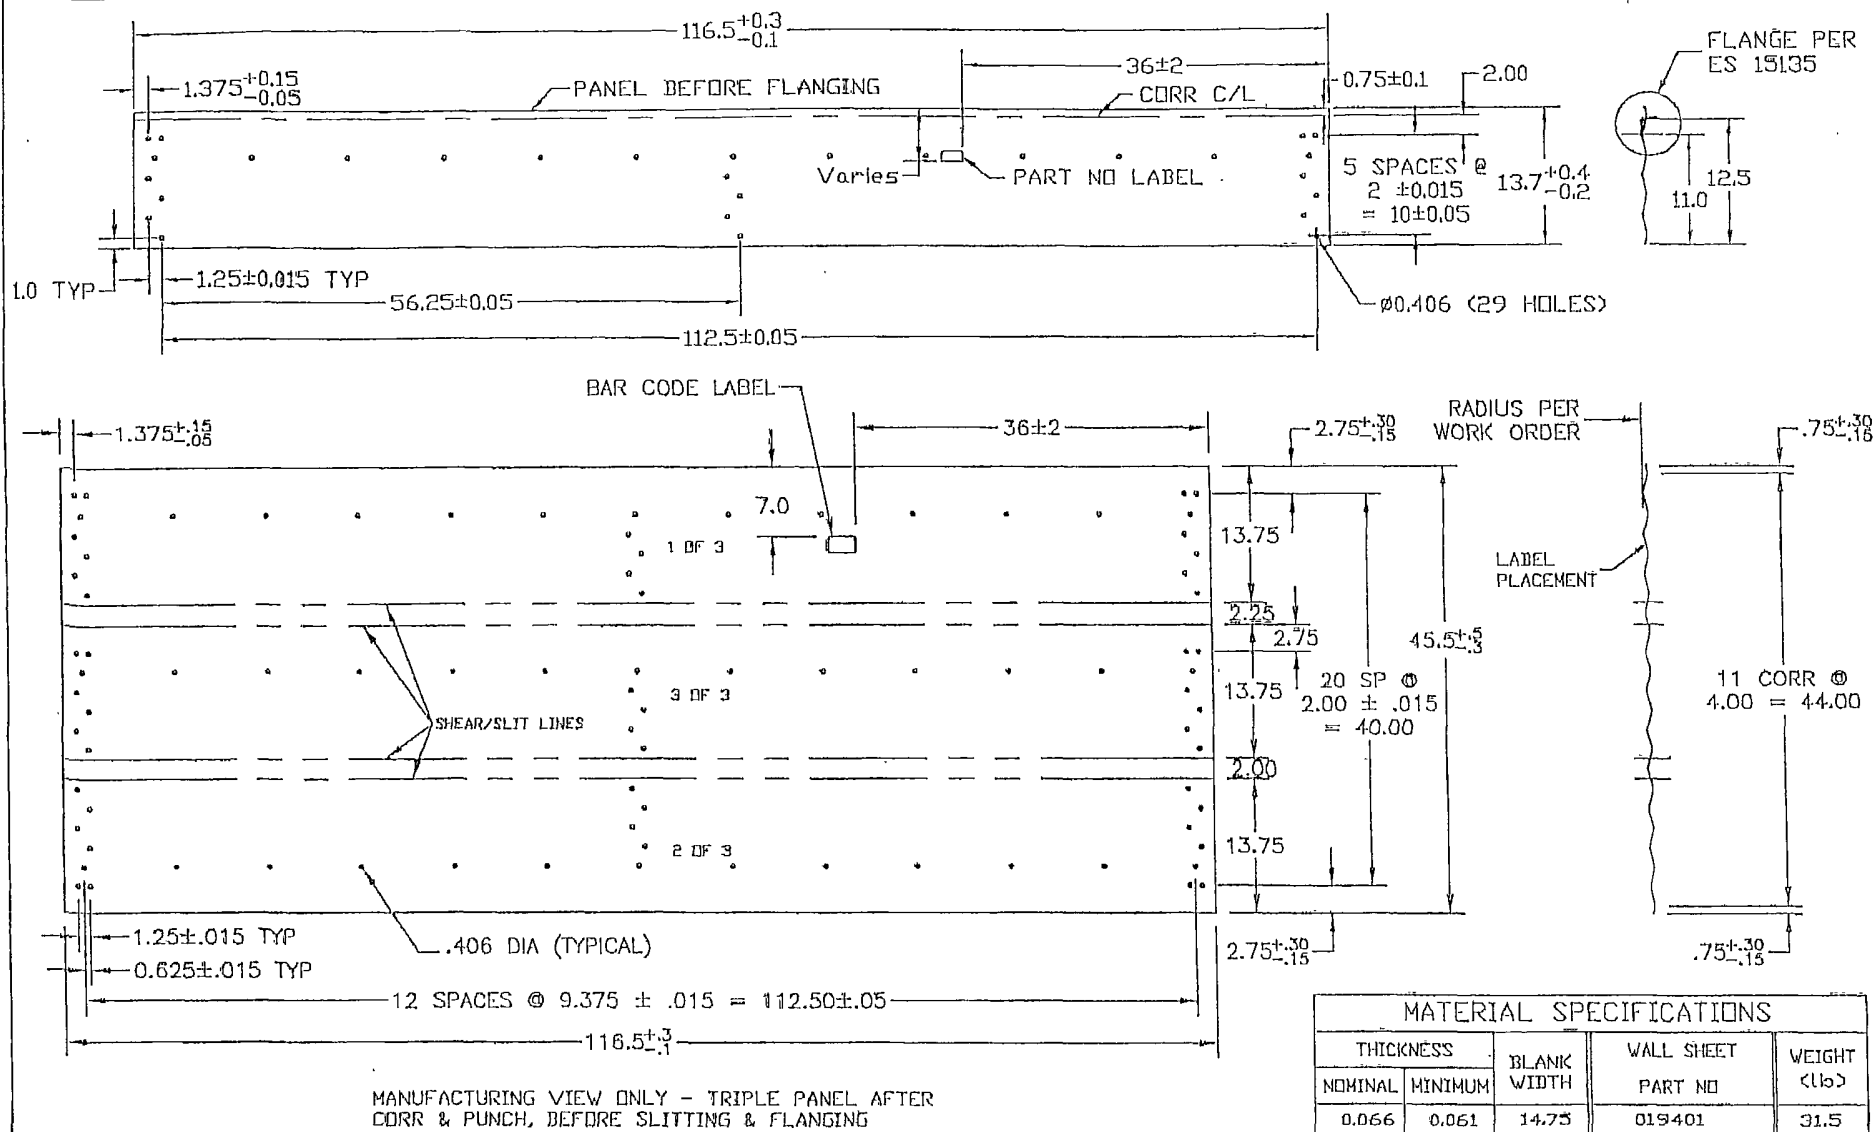 116.5 +0.3 -0.1
36±2
FLANGE PER
ES 15135
1.375 +0.15 -0.05
PANEL BEFORE FLANGING
CORR C/L
0.75±0.1
2.00
Varies
PART NO LABEL
5 SPACES @
2 ±0.015
= 10±0.05
13.7 +0.4 -0.2
11.0
12.5
1.0 TYP
1.25±0.015 TYP
56.25±0.05
Ø0.406 (29 HOLES)
112.5±0.05
BAR CODE LABEL
1.375 +.15 -.05
36±2
2.75 +.30 -.15
RADIUS PER
WORK ORDER
.75 +.30 -.15
7.0
13.75
1 OF 3
LABEL
PLACEMENT
2.25
2.75
45.5 +.5 -.3
3 OF 3
13.75
20 SP @
2.00 ± .015
= 40.00
11 CORR @
4.00 = 44.00
SHEAR/SLIT LINES
2.00
2 OF 3
13.75
1.25±.015 TYP
.406 DIA (TYPICAL)
2.75 +.30 -.15
.75 +.30 -.15
0.625±.015 TYP
12 SPACES @ 9.375 ± .015 = 112.50±.05
116.5 +.3 -.1
MANUFACTURING VIEW ONLY - TRIPLE PANEL AFTER
CORR & PUNCH, BEFORE SLITTING & FLANGING
MATERIAL SPECIFICATIONS
THICKNESS
BLANK
WIDTH
WALL SHEET
PART NO
WEIGHT
(lb)
NOMINAL
MINIMUM
0.066
0.061
14.75
019401
31.5